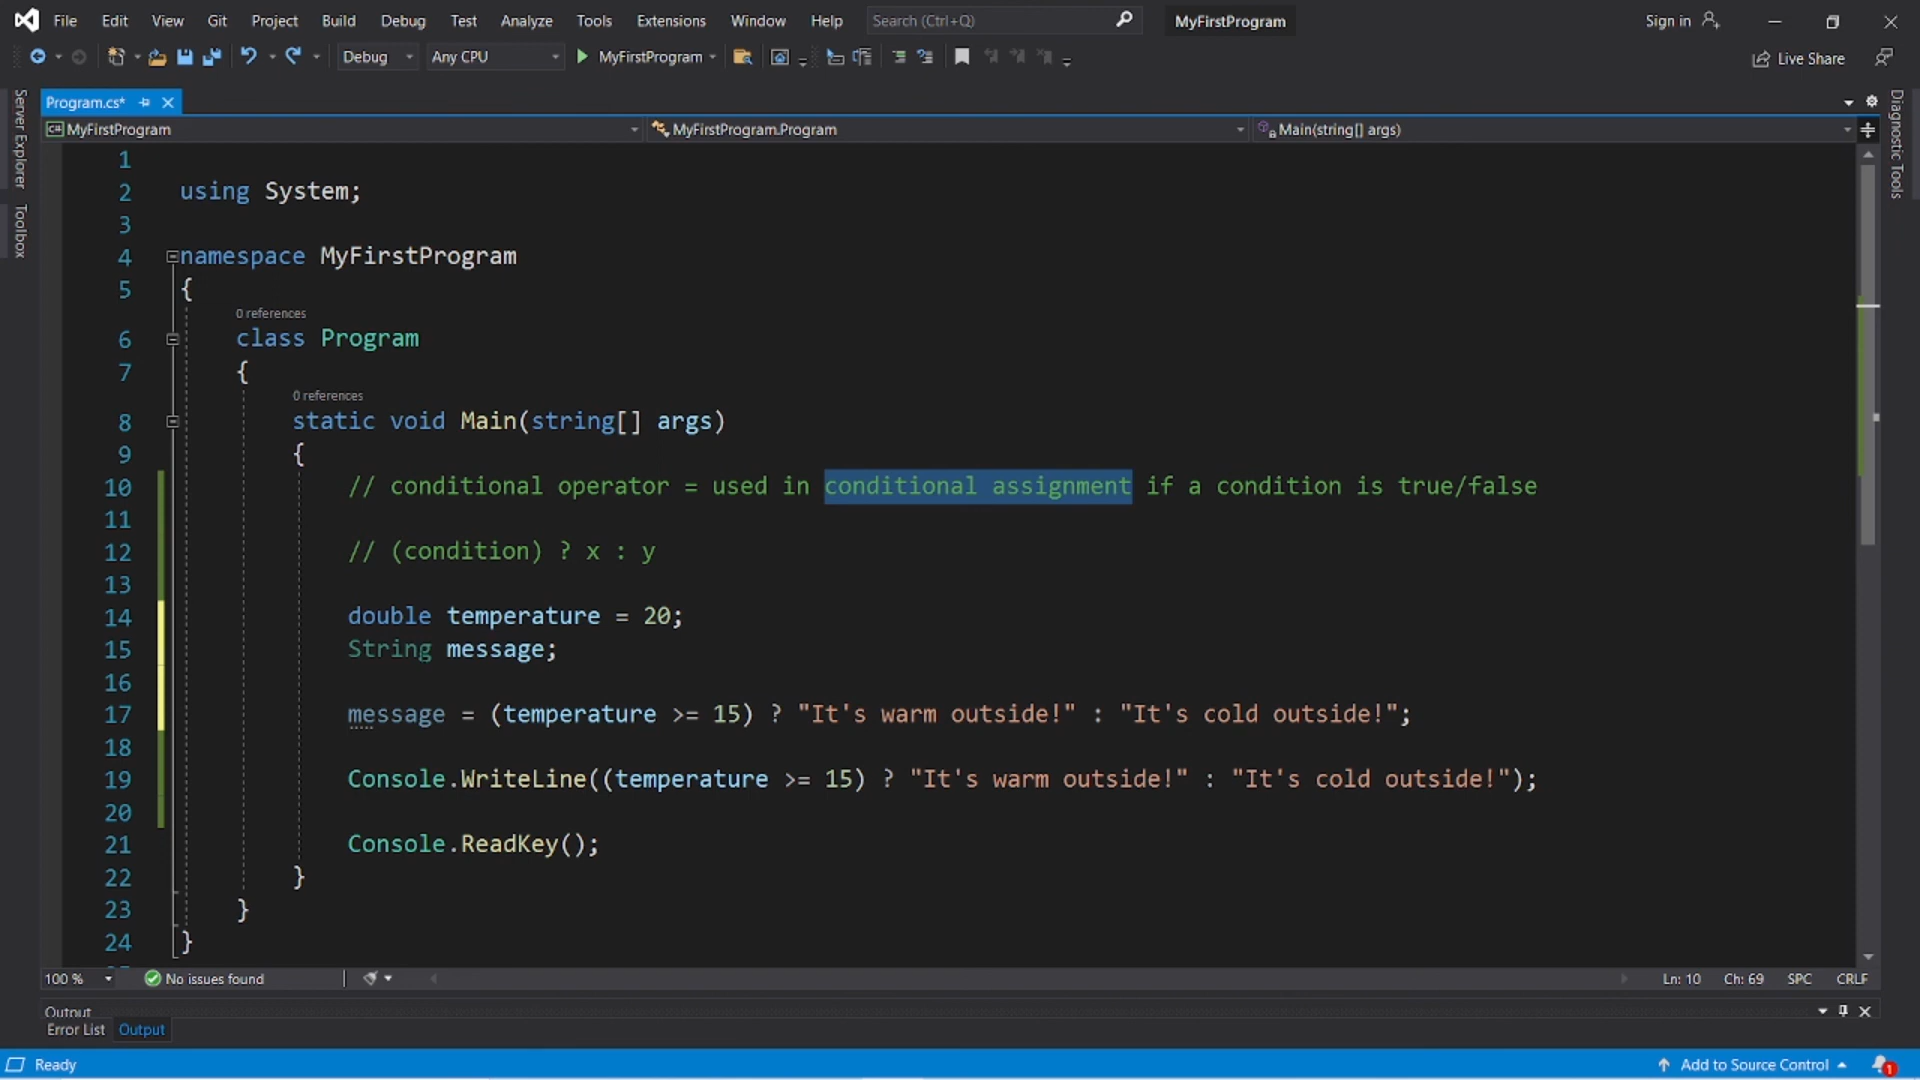 File Edit View Git Project Build Debug Test Analyze Tools Extensions Window Help Search (Ctrl+Q) MyFirstProgram Sign in
Debug Any CPU MyFirstProgram Live Share
Server Explorer
Toolbox
Diagnostic Tools
Program.cs*
MyFirstProgram MyFirstProgram.Program Main(string[] args)
1
2 using System;
3
4 namespace MyFirstProgram
5 {
0 references
6 class Program
7 {
0 references
8 static void Main(string[] args)
9 {
10 // conditional operator = used in conditional assignment if a condition is true/false
11
12 // (condition) ? x : y
13
14 double temperature = 20;
15 String message;
16
17 message = (temperature >= 15) ? "It's warm outside!" : "It's cold outside!";
18
19 Console.WriteLine((temperature >= 15) ? "It's warm outside!" : "It's cold outside!");
20
21 Console.ReadKey();
22 }
23 }
24 }
100 % No issues found Ln: 10 Ch: 69 SPC CRLF
Output
Error List Output
Ready Add to Source Control 1